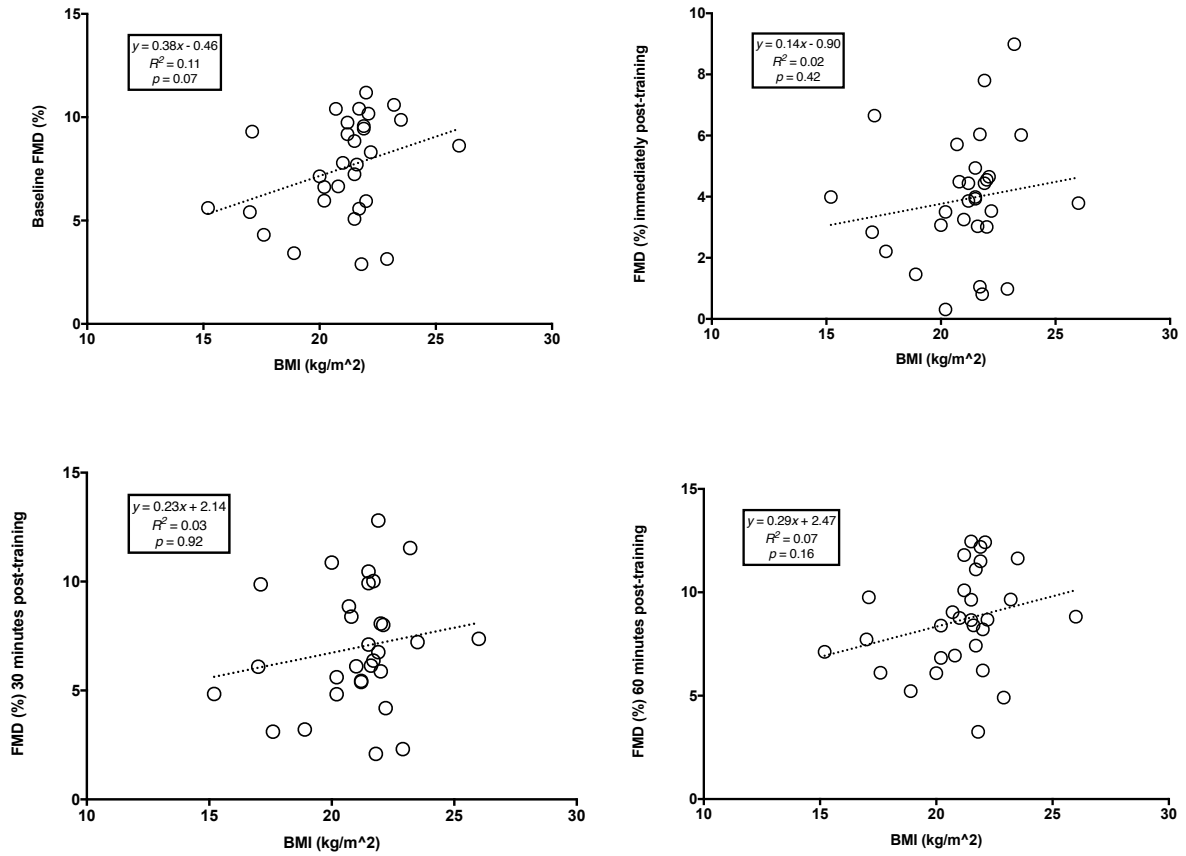 15
10
5
0
10
15
20
25
30
Baseline FMD (%)
BMI (kg/m^2)
y = 0.38x - 0.46
R² = 0.11
p = 0.07
10
8
6
4
2
0
10
15
20
25
30
FMD (%) immediately post-training
BMI (kg/m^2)
y = 0.14x - 0.90
R² = 0.02
p = 0.42
15
10
5
0
10
15
20
25
30
FMD (%) 30 minutes post-training
BMI (kg/m^2)
y = 0.23x + 2.14
R² = 0.03
p = 0.92
15
10
5
0
10
15
20
25
30
FMD (%) 60 minutes post-training
BMI (kg/m^2)
y = 0.29x + 2.47
R² = 0.07
p = 0.16